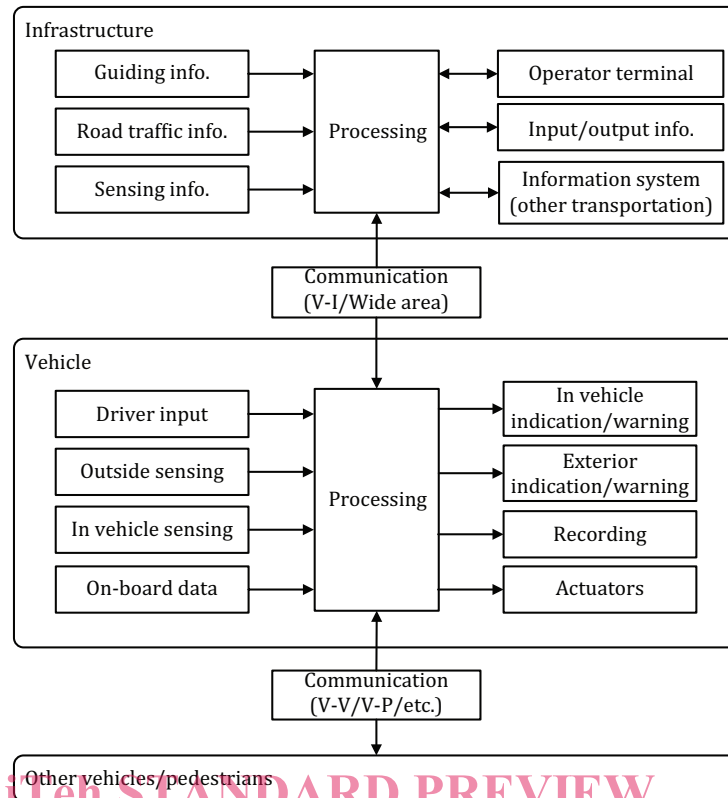 Infrastructure
Guiding info.
Road traffic info.
Sensing info.
Processing
Operator terminal
Input/output info.
Information system
(other transportation)
Communication
(V-I/Wide area)
Vehicle
Driver input
Outside sensing
In vehicle sensing
On-board data
Processing
In vehicle
indication/warning
Exterior
indication/warning
Recording
Actuators
Communication
(V-V/V-P/etc.)
Other vehicles/pedestrians
iTeh STANDARD PREVIEW